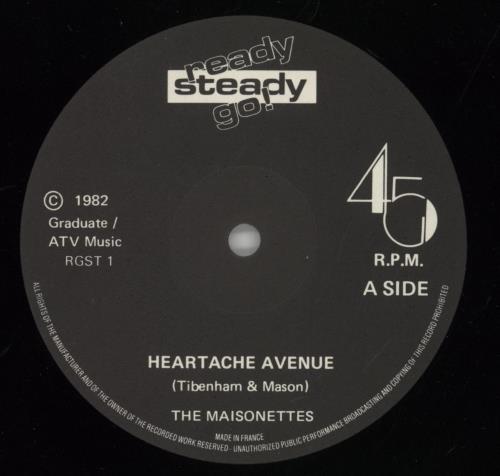 ready
steady
go!
© 1982
Graduate /
ATV Music
RGST 1
45
R.P.M.
A SIDE
HEARTACHE AVENUE
(Tibenham & Mason)
THE MAISONETTES
MADE IN FRANCE
ALL RIGHTS OF THE MANUFACTURER AND OF THE OWNER OF THE RECORDED WORK RESERVED - UNAUTHORIZED PUBLIC PERFORMANCE BROADCASTING AND COPYING OF THIS RECORD PROHIBITED